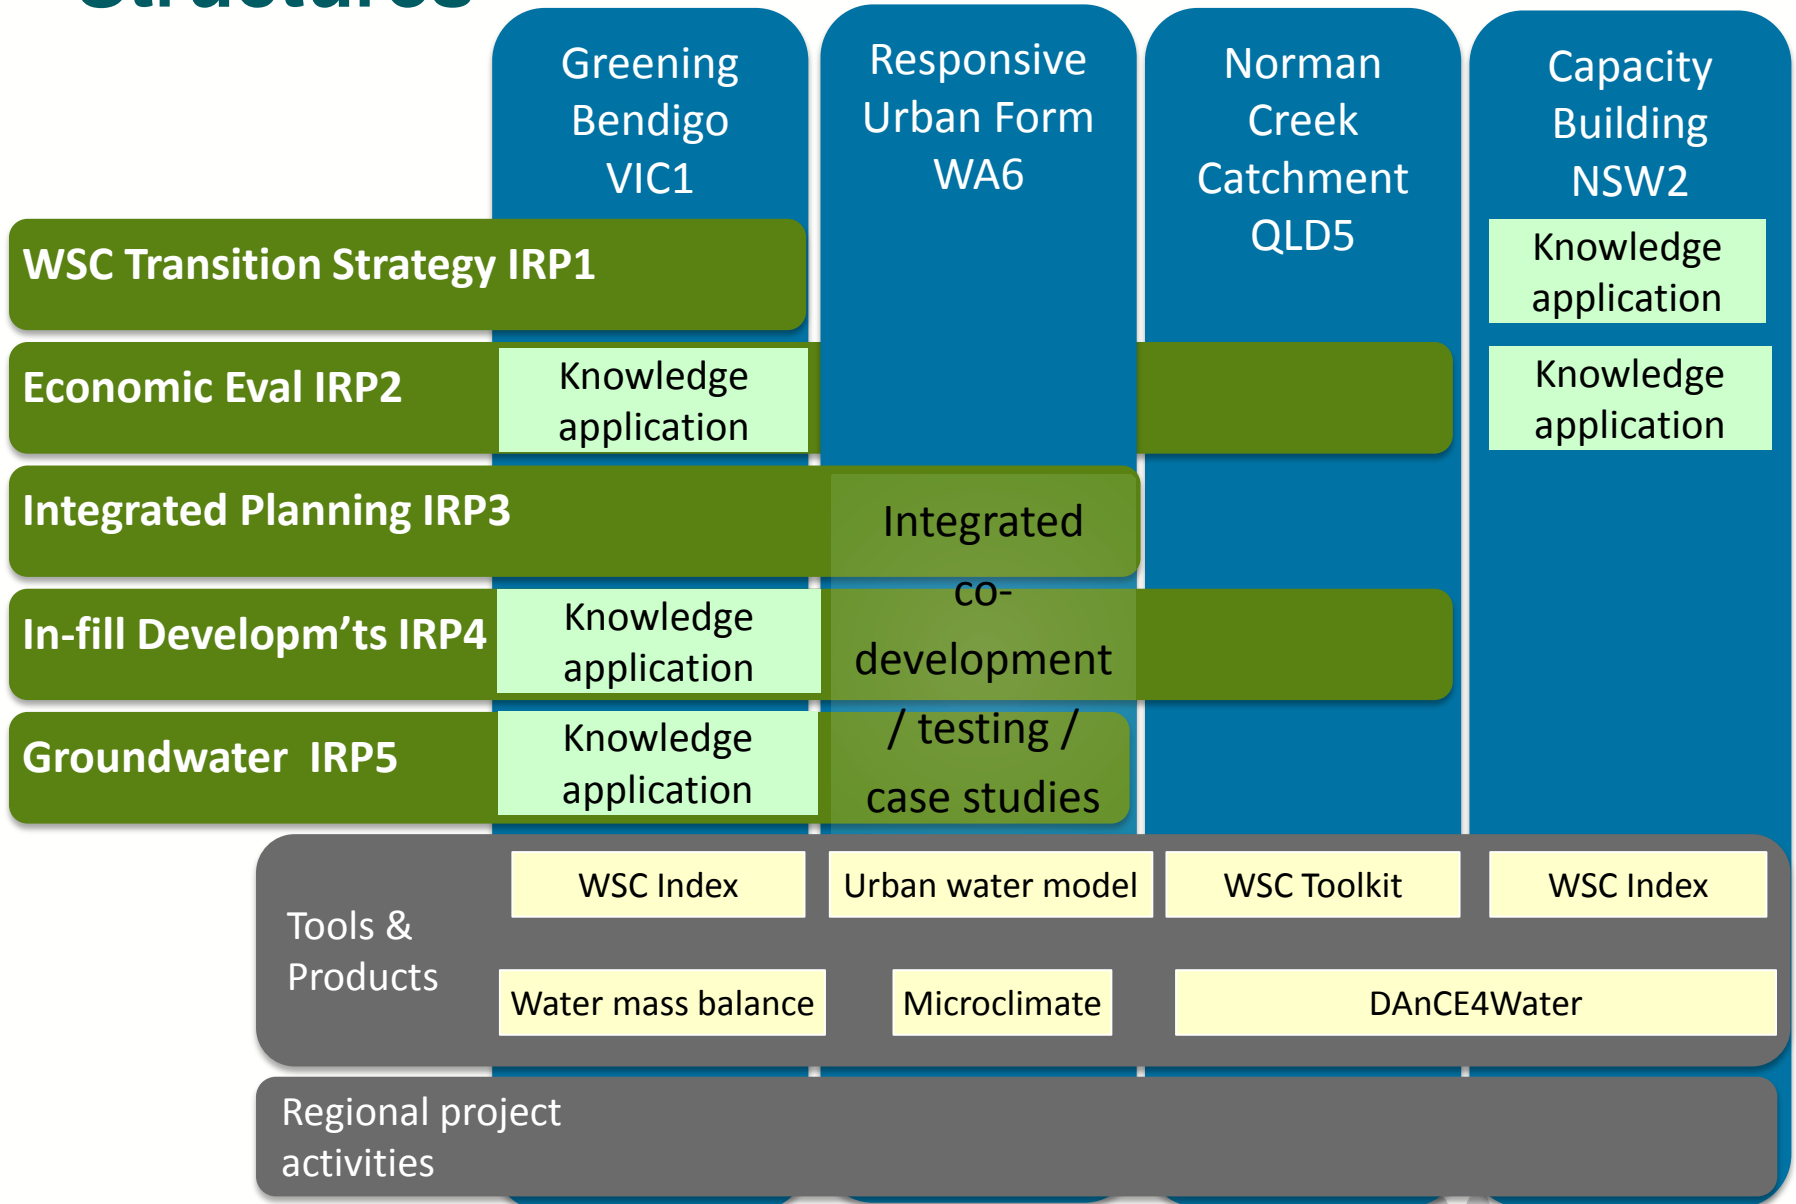 Structures
Greening
Bendigo
VIC1
Responsive
Urban Form
WA6
Norman
Creek
Catchment
QLD5
Capacity
Building
NSW2
WSC Transition Strategy IRP1
Knowledge
application
Economic Eval IRP2
Knowledge
application
Knowledge
application
Integrated Planning IRP3
Integrated
co-
development
/ testing /
case studies
In-fill Developm’ts IRP4
Knowledge
application
Groundwater  IRP5
Knowledge
application
Tools &
Products
WSC Index
Urban water model
WSC Toolkit
WSC Index
Water mass balance
Microclimate
DAnCE4Water
Regional project
activities